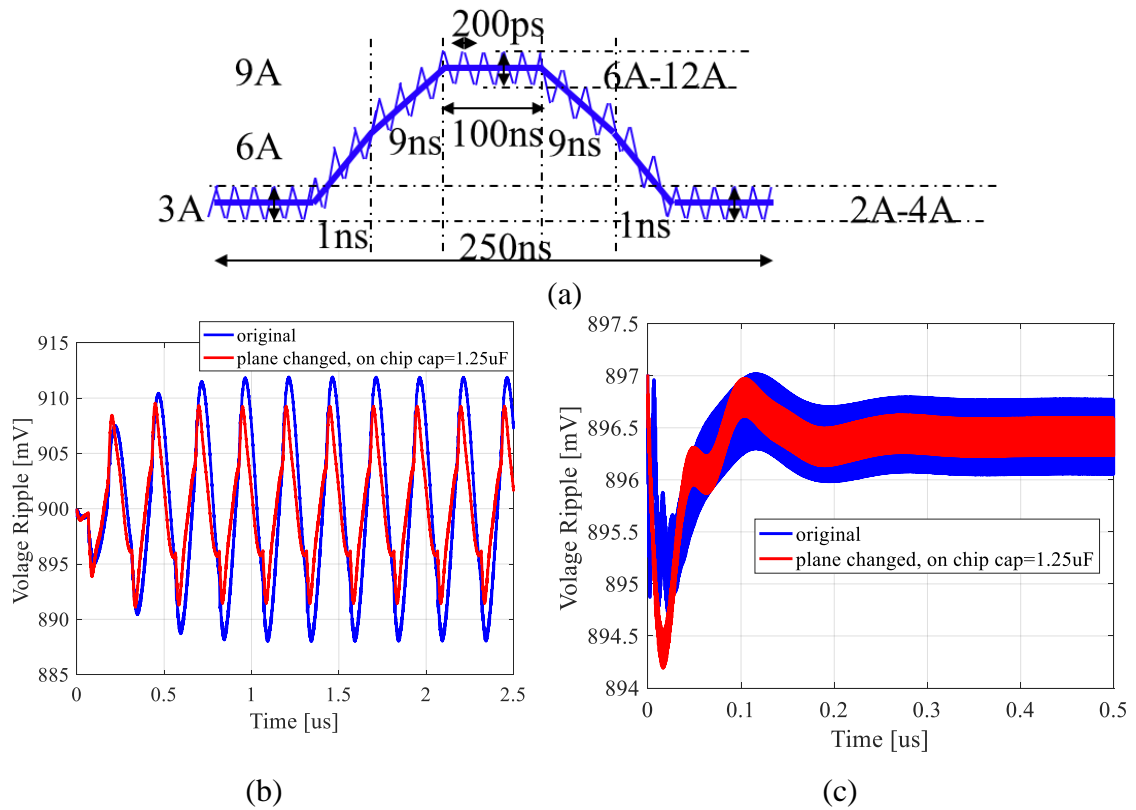 200ps
9A
6A-12A
9ns
100ns
9ns
6A
3A
2A-4A
1ns
250ns
1ns
(a)
original
plane changed, on chip cap=1.25uF
915
910
905
900
895
890
885
Volage Ripple [mV]
0
0.5
1
1.5
2
2.5
Time [us]
(b)
897.5
897
896.5
896
895.5
895
894.5
894
Volage Ripple [mV]
original
plane changed, on chip cap=1.25uF
0
0.1
0.2
0.3
0.4
0.5
Time [us]
(c)